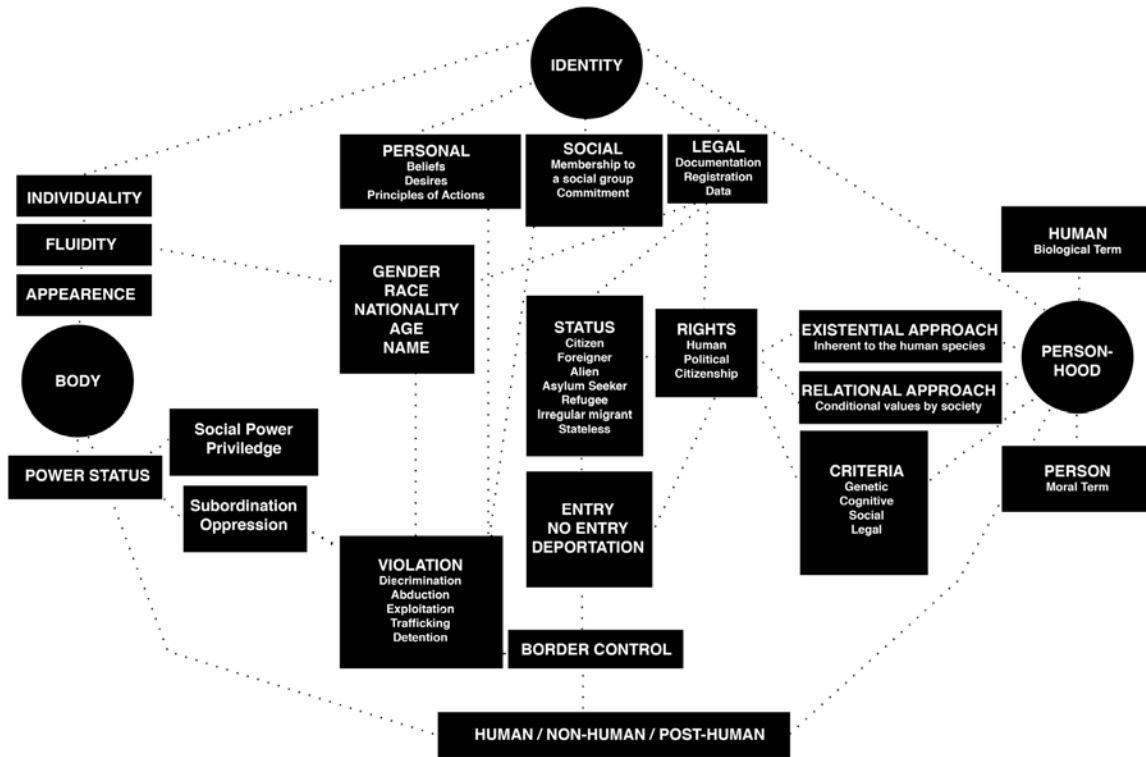 IDENTITY
PERSONAL
Beliefs
Desires
Principles of Actions
SOCIAL
Membership to
a social group
Commitment
LEGAL
Documentation
Registration
Data
INDIVIDUALITY
FLUIDITY
APPEARENCE
BODY
POWER STATUS
Social Power
Priviledge
Subordination
Oppression
GENDER
RACE
NATIONALITY
AGE
NAME
STATUS
Citizen
Foreigner
Alien
Asylum Seeker
Refugee
Irregular migrant
Stateless
RIGHTS
Human
Political
Citizenship
EXISTENTIAL APPROACH
Inherent to the human species
RELATIONAL APPROACH
Conditional values by society
CRITERIA
Genetic
Cognitive
Social
Legal
HUMAN
Biological Term
PERSON-
HOOD
PERSON
Moral Term
ENTRY
NO ENTRY
DEPORTATION
VIOLATION
Discrimination
Abduction
Exploitation
Trafficking
Detention
BORDER CONTROL
HUMAN / NON-HUMAN / POST-HUMAN